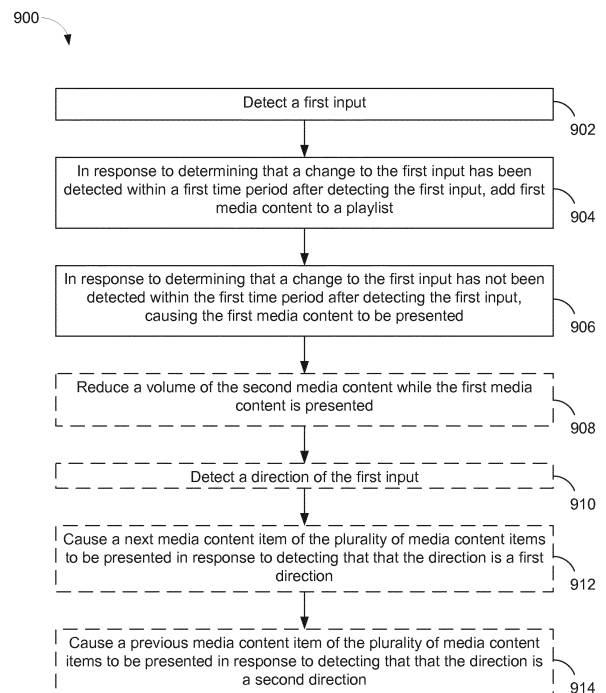 900
Detect a first input
902
In response to determining that a change to the first input has been
detected within a first time period after detecting the first input, add first
media content to a playlist
904
In response to determining that a change to the first input has not been
detected within the first time period after detecting the first input,
causing the first media content to be presented
906
Reduce a volume of the second media content while the first media
content is presented
908
Detect a direction of the first input
910
Cause a next media content item of the plurality of media content items
to be presented in response to detecting that that the direction is a first
direction
912
Cause a previous media content item of the plurality of media content
items to be presented in response to detecting that that the direction is
a second direction
914